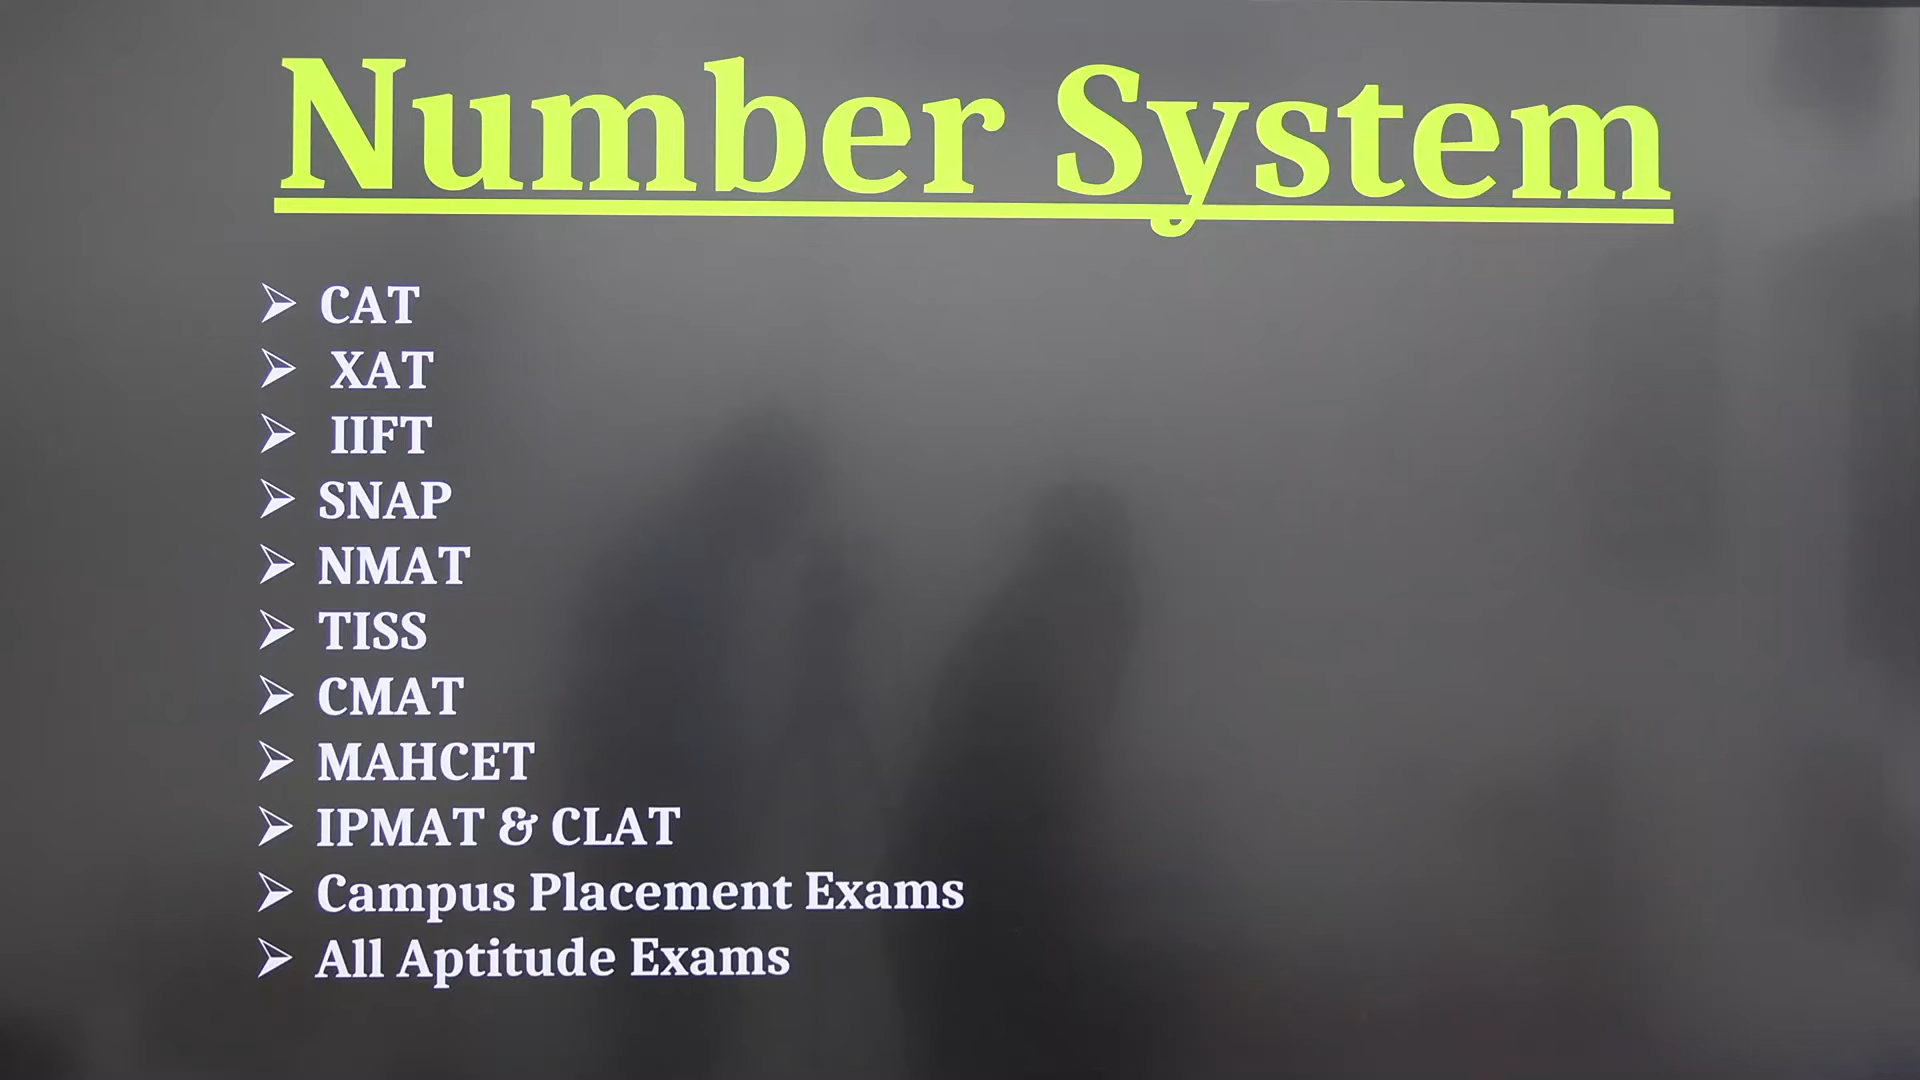 Number System
➢ CAT
➢ XAT
➢ IIFT
➢ SNAP
➢ NMAT
➢ TISS
➢ CMAT
➢ MAHCET
➢ IPMAT & CLAT
➢ Campus Placement Exams
➢ All Aptitude Exams